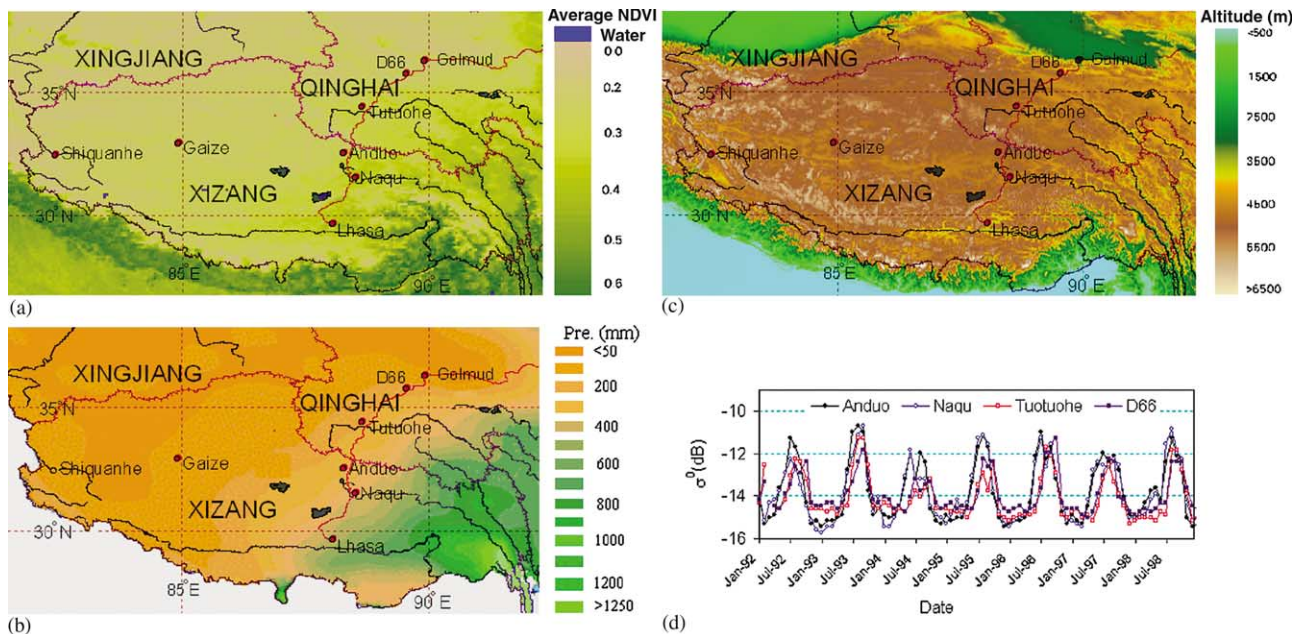 Average NDVI
Water
0.0
0.2
0.3
0.4
0.5
0.6
XINGJIANG
D66
Golmud
35°N
QINGHAI
Tutuohe
Shiquanhe
Gaize
Anduo
Naqu
XIZANG
30°N
Lhasa
85°E
90°E
(a)
Altitude (m)
<500
1500
2500
3500
4500
5500
>6500
XINGJIANG
D66
Golmud
35°N
QINGHAI
Tutuohe
Shiquanhe
Gaize
Anduo
Naqu
XIZANG
30°N
Lhasa
85°E
90°E
(c)
Pre. (mm)
<50
200
400
600
800
1000
1200
>1250
XINGJIANG
D66
Golmud
35°N
QINGHAI
Tutuohe
Shiquanhe
Gaize
Anduo
Naqu
XIZANG
30°N
Lhasa
85°E
90°E
(b)
Anduo Naqu Tuotuohe D66
-10
-12
-14
-16
σ⁰(dB)
Jan-92 Jul-92 Jan-93 Jul-93 Jan-94 Jul-94 Jan-95 Jul-95 Jan-96 Jul-96 Jan-97 Jul-97 Jan-98 Jul-98
Date
(d)